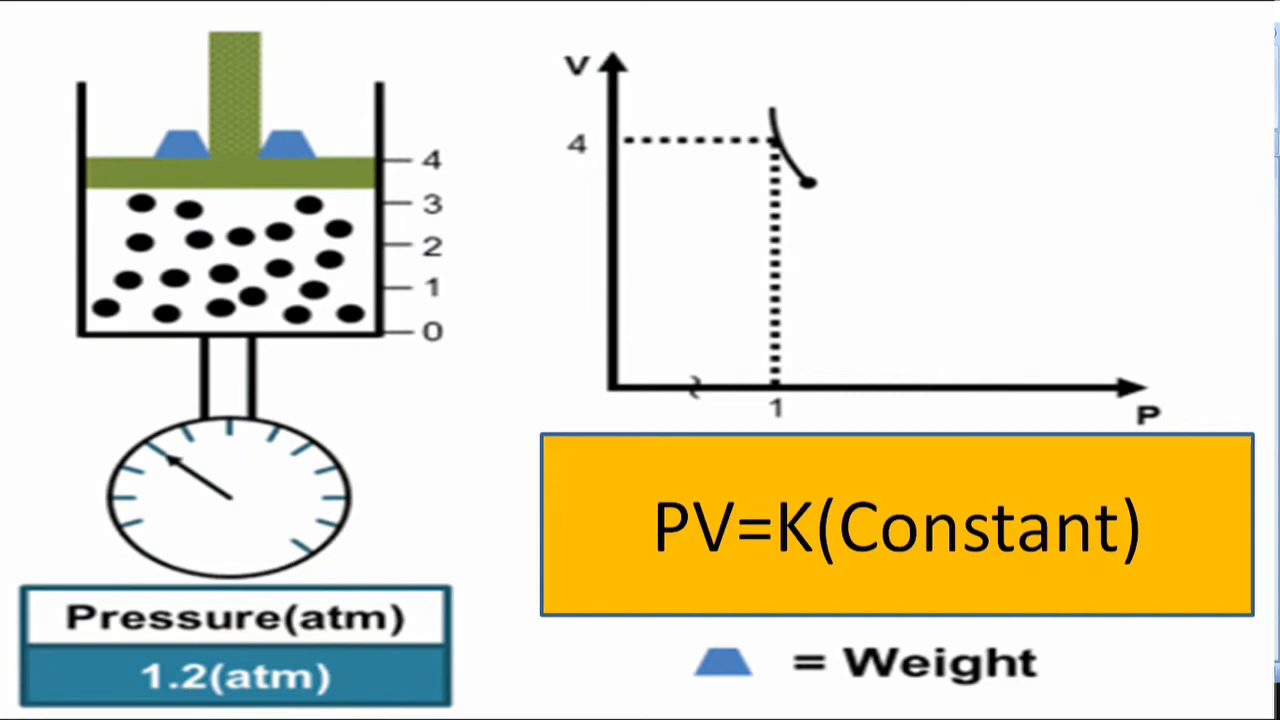 4
3
2
1
0
Pressure(atm)
1.2(atm)
V
4
1
P
PV=K(Constant)
= Weight